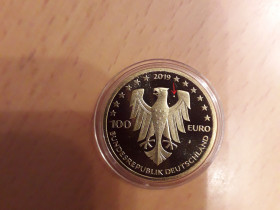 2019
100 EURO
BUNDESREPUBLIK DEUTSCHLAND